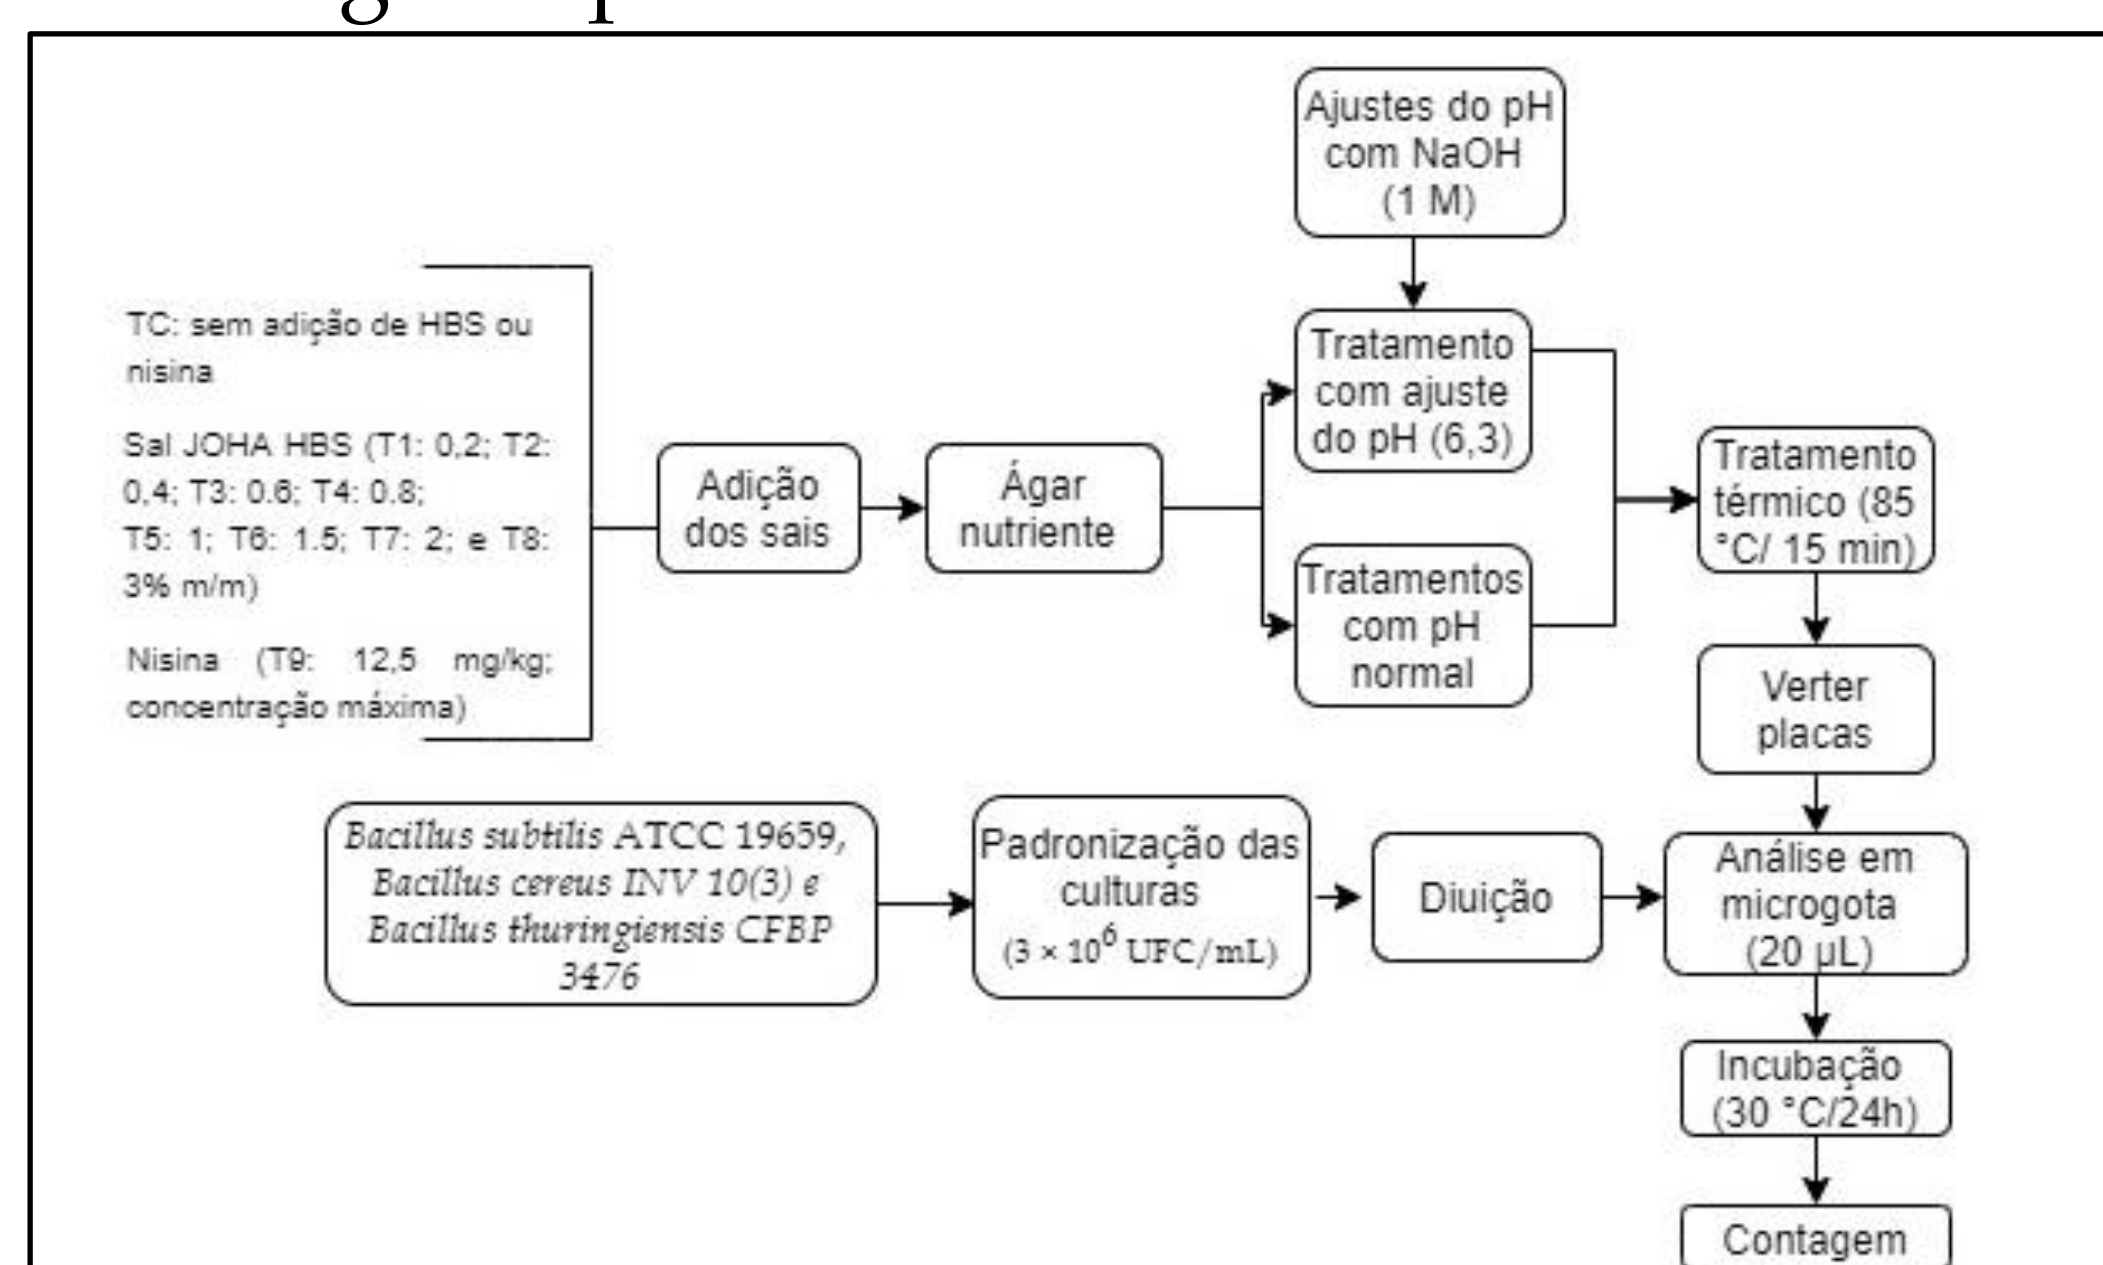 Ajustes do pH
com NaOH
(1 M)
TC: sem adição de HBS ou
nisina
Sal JOHA HBS (T1: 0,2; T2:
0,4; T3: 0.6; T4: 0.8;
T5: 1; T6: 1.5; T7: 2; e T8:
3% m/m)
Nisina (T9: 12,5 mg/kg;
concentração máxima)
Adição
dos sais
Ágar
nutriente
Tratamento
com ajuste
do pH (6,3)
Tratamentos
com pH
normal
Tratamento
térmico (85
°C/ 15 min)
Verter
placas
Bacillus subtilis ATCC 19659,
Bacillus cereus INV 10(3) e
Bacillus thuringiensis CFBP
3476
Padronização das
culturas
(3 × 10⁶ UFC/mL)
Diuição
Análise em
microgota
(20 µL)
Incubação
(30 °C/24h)
Contagem